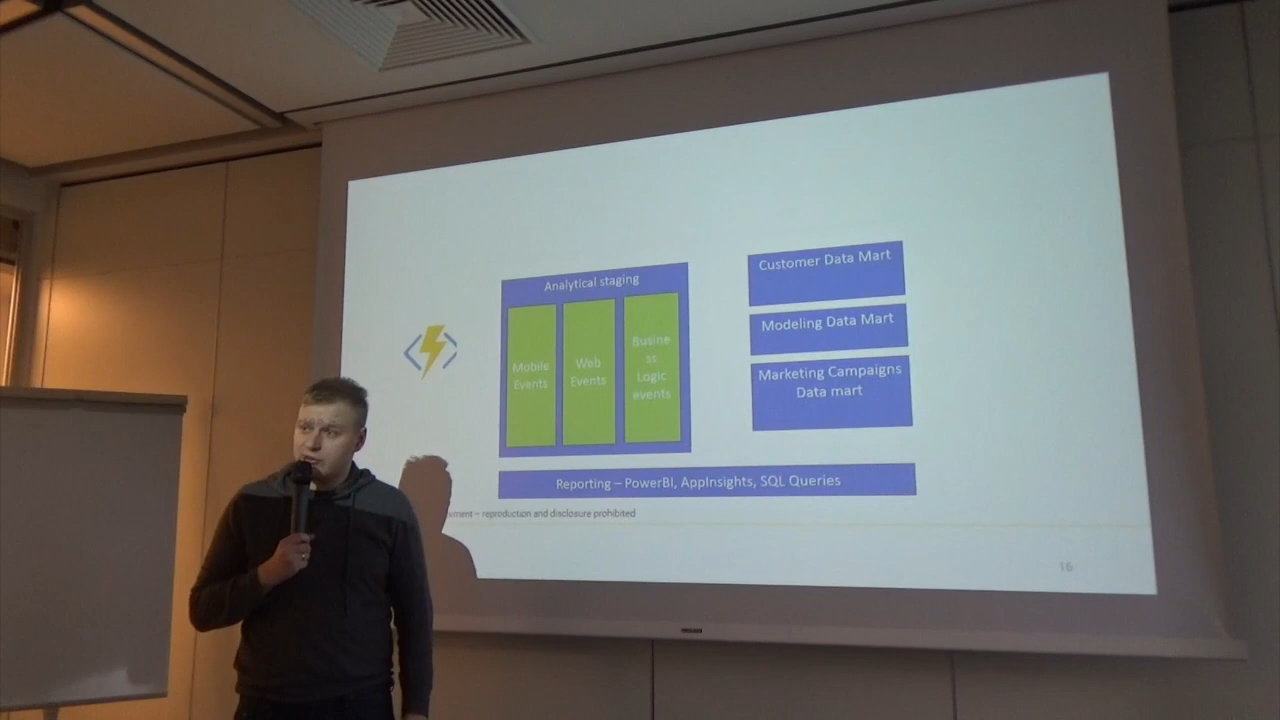 Analytical staging
Mobile
Events
Web
Events
Busine
ss
Logic
events
Customer Data Mart
Modeling Data Mart
Marketing Campaigns
Data mart
Reporting – PowerBI, AppInsights, SQL Queries
– reproduction and disclosure prohibited
16